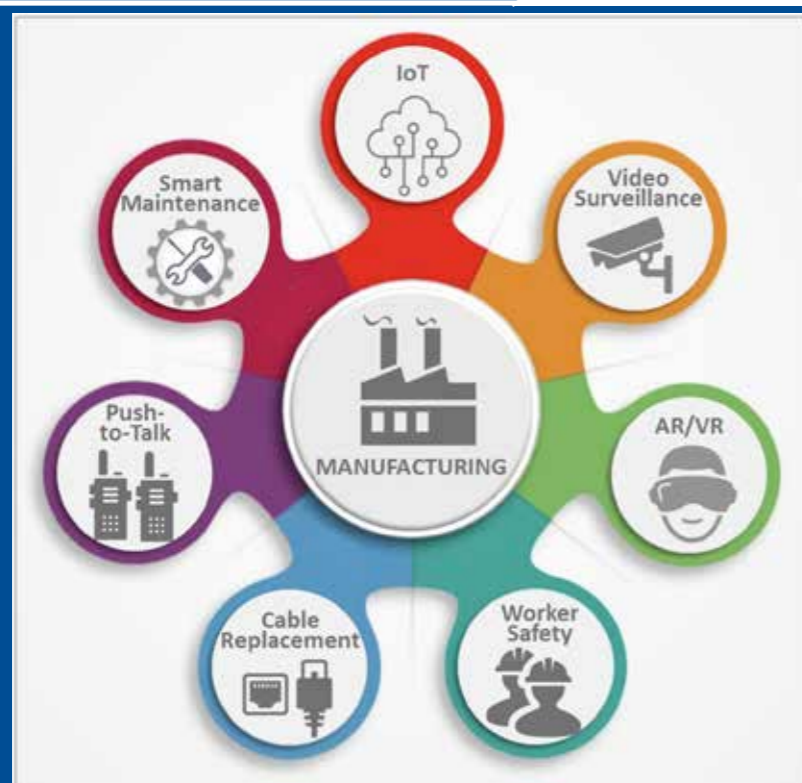 IoT
Video
Surveillance
AR/VR
Worker
Safety
Cable
Replacement
Push-
to-Talk
Smart
Maintenance
MANUFACTURING